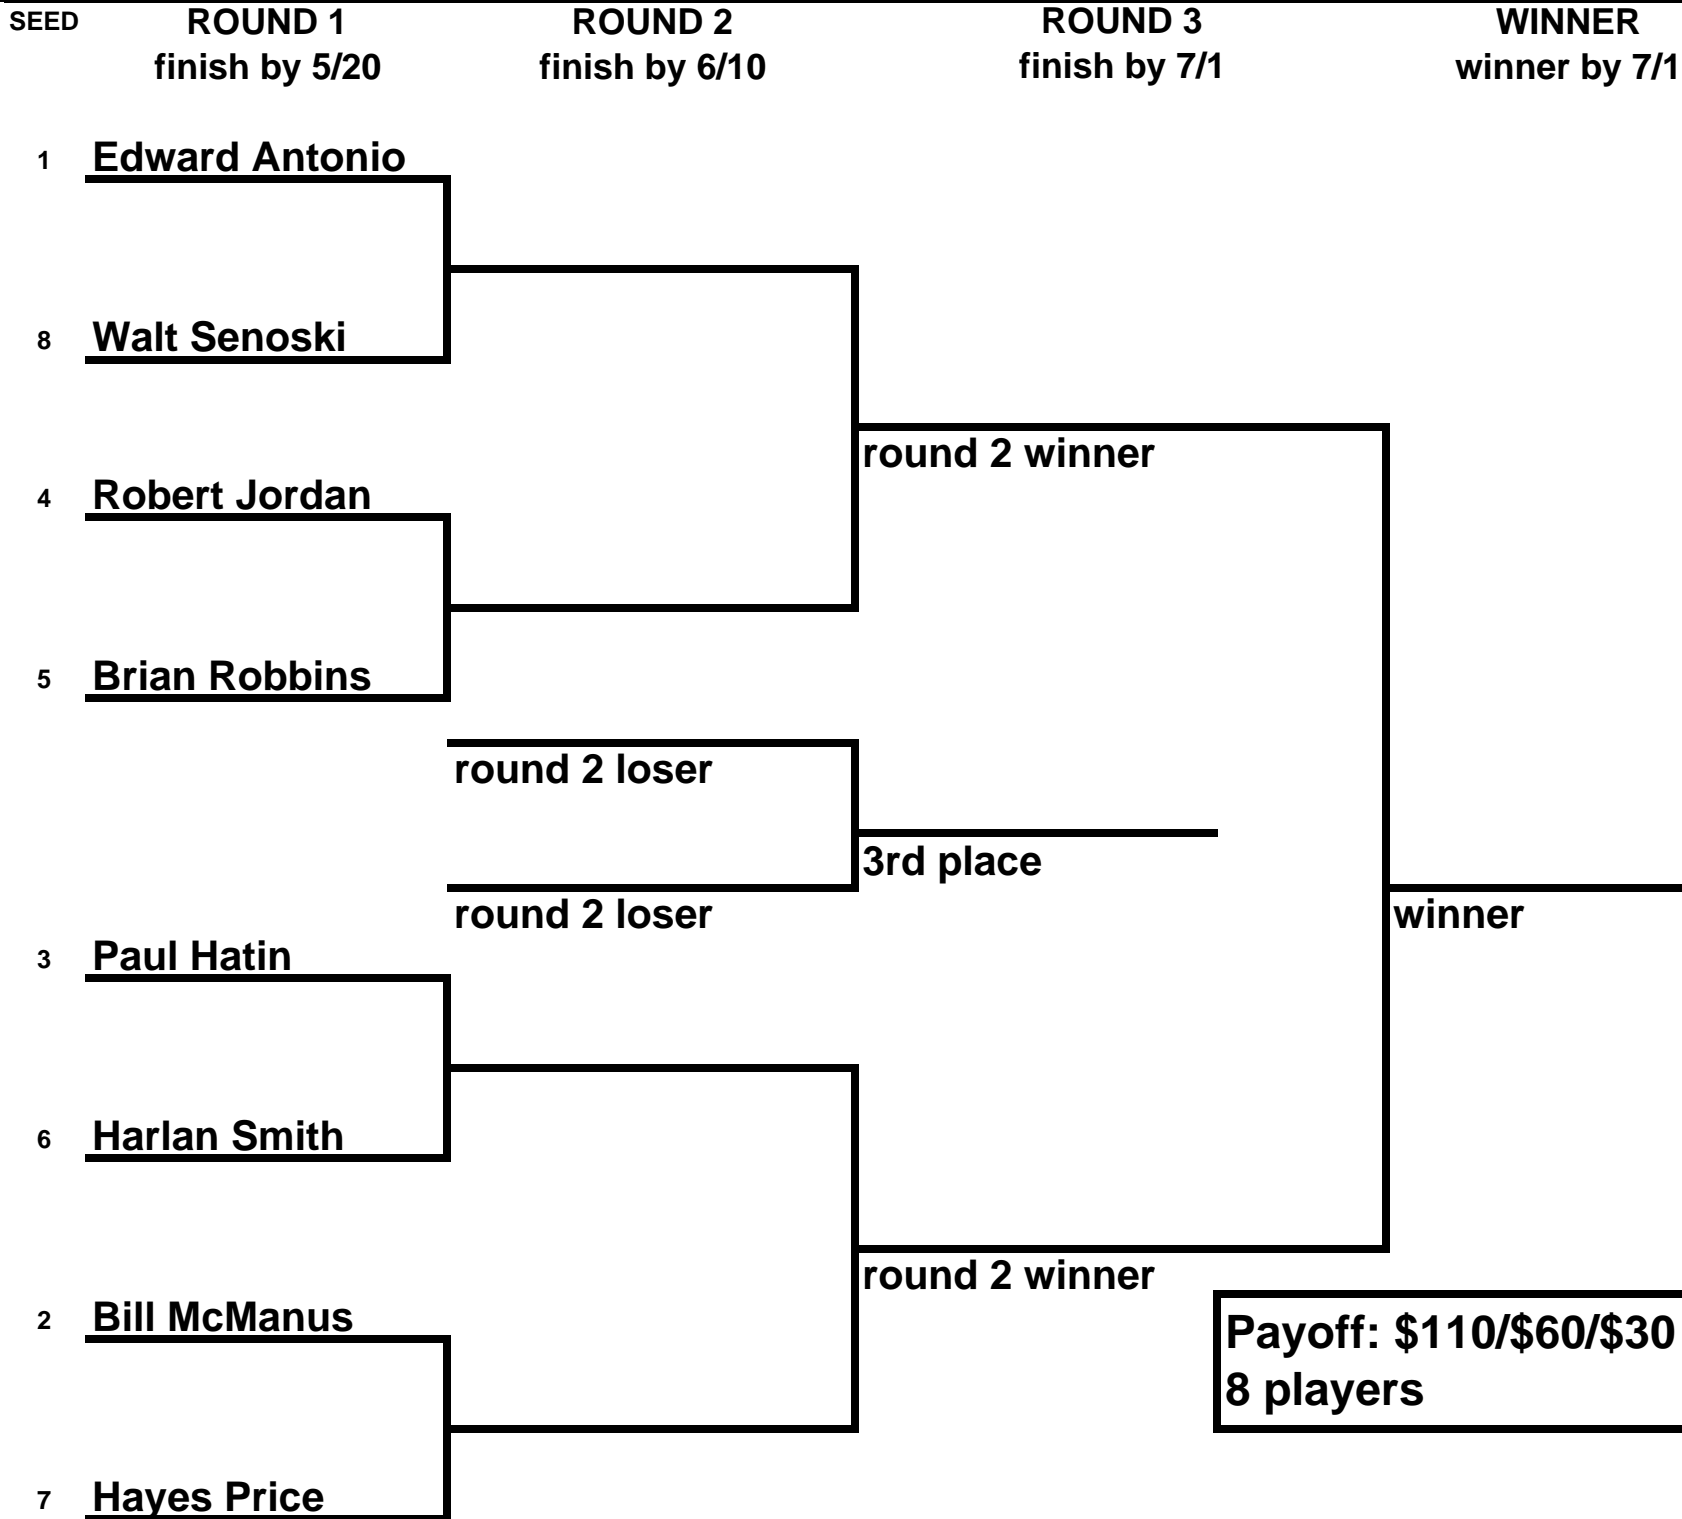 SEED ROUND 1 ROUND 2 ROUND 3 WINNER
finish by 5/20 finish by 6/10 finish by 7/1 winner by 7/1
1 Edward Antonio
8 Walt Senoski
round 2 winner
4 Robert Jordan
5 Brian Robbins
round 2 loser
3rd place
round 2 loser
winner
3 Paul Hatin
6 Harlan Smith
round 2 winner
2 Bill McManus
Payoff: $110/$60/$30
8 players
7 Hayes Price